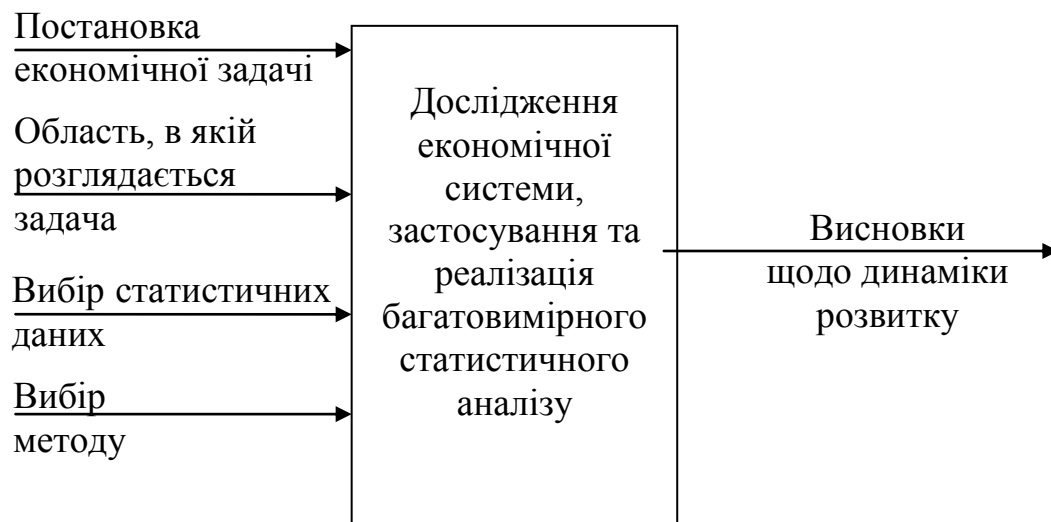 Постановка
економічної задачі
Область, в якій
розглядається
задача
Вибір статистичних
даних
Вибір
методу
Дослідження
економічної
системи,
застосування та
реалізація
багатовимірного
статистичного
аналізу
Висновки
щодо динаміки
розвитку